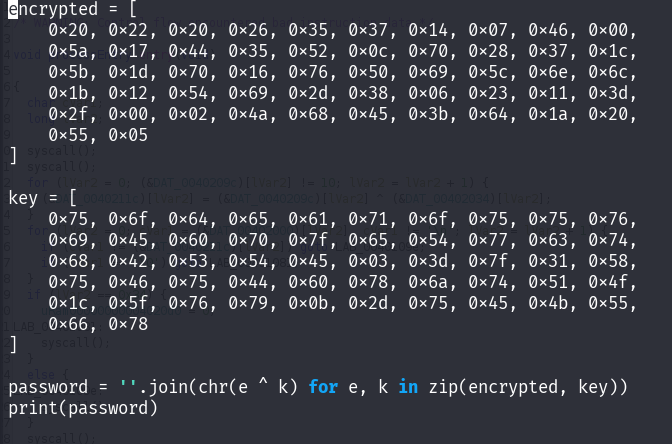 encrypted = [
0x20, 0x22, 0x20, 0x26, 0x35, 0x37, 0x14, 0x07, 0x46, 0x00,
0x5a, 0x17, 0x44, 0x35, 0x52, 0x0c, 0x70, 0x28, 0x37, 0x1c,
0x5b, 0x1d, 0x70, 0x16, 0x76, 0x50, 0x69, 0x5c, 0x6e, 0x6c,
0x1b, 0x12, 0x54, 0x69, 0x2d, 0x38, 0x06, 0x23, 0x11, 0x3d,
0x2f, 0x00, 0x02, 0x4a, 0x68, 0x45, 0x3b, 0x64, 0x1a, 0x20,
0x55, 0x05
]
key = [
0x75, 0x6f, 0x64, 0x65, 0x61, 0x71, 0x6f, 0x75, 0x75, 0x76,
0x69, 0x45, 0x60, 0x70, 0x7f, 0x65, 0x54, 0x77, 0x63, 0x74,
0x68, 0x42, 0x53, 0x54, 0x45, 0x03, 0x3d, 0x7f, 0x31, 0x58,
0x75, 0x46, 0x75, 0x44, 0x60, 0x78, 0x6a, 0x74, 0x51, 0x4f,
0x1c, 0x5f, 0x76, 0x79, 0x0b, 0x2d, 0x75, 0x45, 0x4b, 0x55,
0x66, 0x78
]
password = ''.join(chr(e ^ k) for e, k in zip(encrypted, key))
print(password)